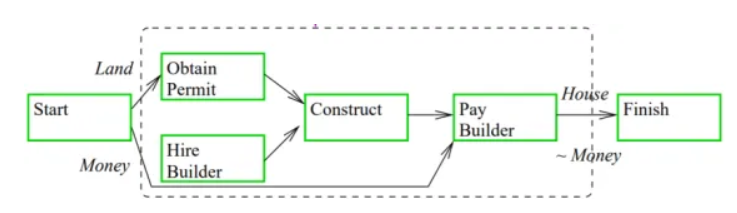 Land
Obtain
Permit
Start
Construct
Pay
Builder
House
Finish
Money
Hire
Builder
~ Money